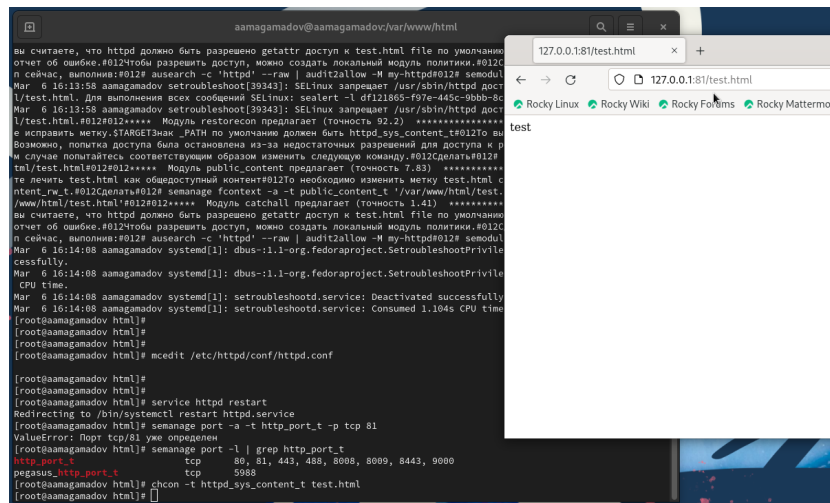 aamagamadov@aamagamadov:/var/www/html
вы считаете, что httpd должно быть разрешено getattr доступ к test.html file по умолчанию
отчет об ошибке.#012Чтобы разрешить доступ, можно создать локальный модуль политики.#012С
п сейчас, выполнив:#012# ausearch -c 'httpd' --raw | audit2allow -M my-httpd#012# semodul
Mar  6 16:13:58 aamagamadov setroubleshoot[39343]: SELinux запрещает /usr/sbin/httpd дост
l/test.html. Для выполнения всех сообщений SELinux: sealert -l df121865-f97e-445c-9bbb-8c
Mar  6 16:13:58 aamagamadov setroubleshoot[39343]: SELinux запрещает /usr/sbin/httpd дост
l/test.html.#012#012*****  Модуль restorecon предлагает (точность 92.2)  *****************
е исправить метку.$TARGETЗнак _PATH по умолчанию должен быть httpd_sys_content_t#012То вы
Возможно, попытка доступа была остановлена из-за недостаточных разрешений для доступа к р
м случае попытайтесь соответствующим образом изменить следующую команду.#012Сделать#012#
tml/test.html#012#012*****  Модуль public_content предлагает (точность 7.83)  ***********
те лечить test.html как общедоступный контент#012То необходимо изменить метку test.html с
ntent_rw_t.#012Сделать#012# semanage fcontext -a -t public_content_t '/var/www/html/test.
/www/html/test.html'#012#012*****  Модуль catchall предлагает (точность 1.41)  **********
вы считаете, что httpd должно быть разрешено getattr доступ к test.html file по умолчанию
отчет об ошибке.#012Чтобы разрешить доступ, можно создать локальный модуль политики.#012С
п сейчас, выполнив:#012# ausearch -c 'httpd' --raw | audit2allow -M my-httpd#012# semodul
Mar  6 16:14:08 aamagamadov systemd[1]: dbus-:1.1-org.fedoraproject.SetroubleshootPrivile
cessfully.
Mar  6 16:14:08 aamagamadov systemd[1]: dbus-:1.1-org.fedoraproject.SetroubleshootPrivile
CPU time.
Mar  6 16:14:08 aamagamadov systemd[1]: setroubleshootd.service: Deactivated successfully
Mar  6 16:14:08 aamagamadov systemd[1]: setroubleshootd.service: Consumed 1.104s CPU time
[root@aamagamadov html]#
[root@aamagamadov html]#
[root@aamagamadov html]#
[root@aamagamadov html]# mcedit /etc/httpd/conf/httpd.conf
[root@aamagamadov html]#
[root@aamagamadov html]#
[root@aamagamadov html]# service httpd restart
Redirecting to /bin/systemctl restart httpd.service
[root@aamagamadov html]# semanage port -a -t http_port_t -p tcp 81
ValueError: Порт tcp/81 уже определен
[root@aamagamadov html]# semanage port -l | grep http_port_t
http_port_t                    tcp      80, 81, 443, 488, 8008, 8009, 8443, 9000
pegasus_http_port_t            tcp      5988
[root@aamagamadov html]# chcon -t httpd_sys_content_t test.html
[root@aamagamadov html]#
127.0.0.1:81/test.html
127.0.0.1:81/test.html
Rocky Linux Rocky Wiki Rocky Forums Rocky Mattermo
test